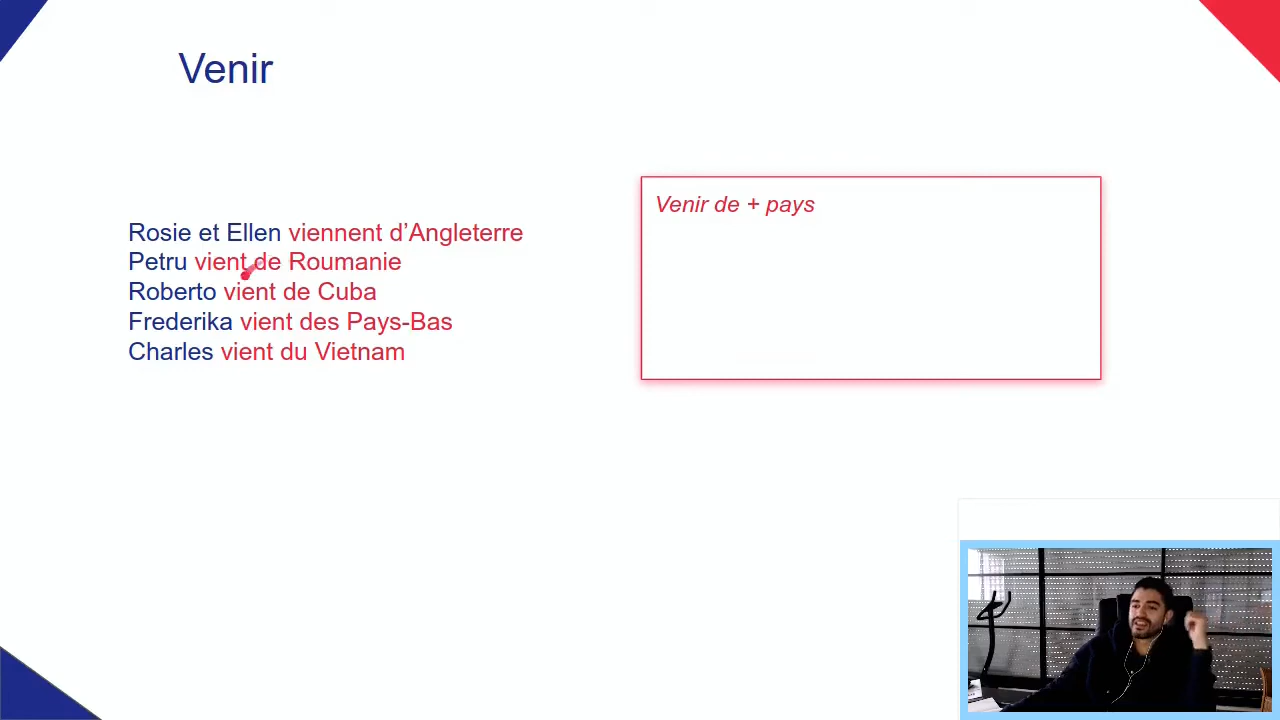 Venir
Rosie et Ellen viennent d’Angleterre
Petru vient de Roumanie
Roberto vient de Cuba
Frederika vient des Pays-Bas
Charles vient du Vietnam
Venir de + pays